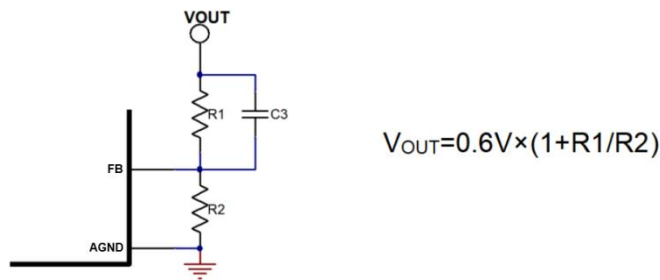 VOUT
R1
C3
VOUT=0.6V×(1+R1/R2)
FB
R2
AGND